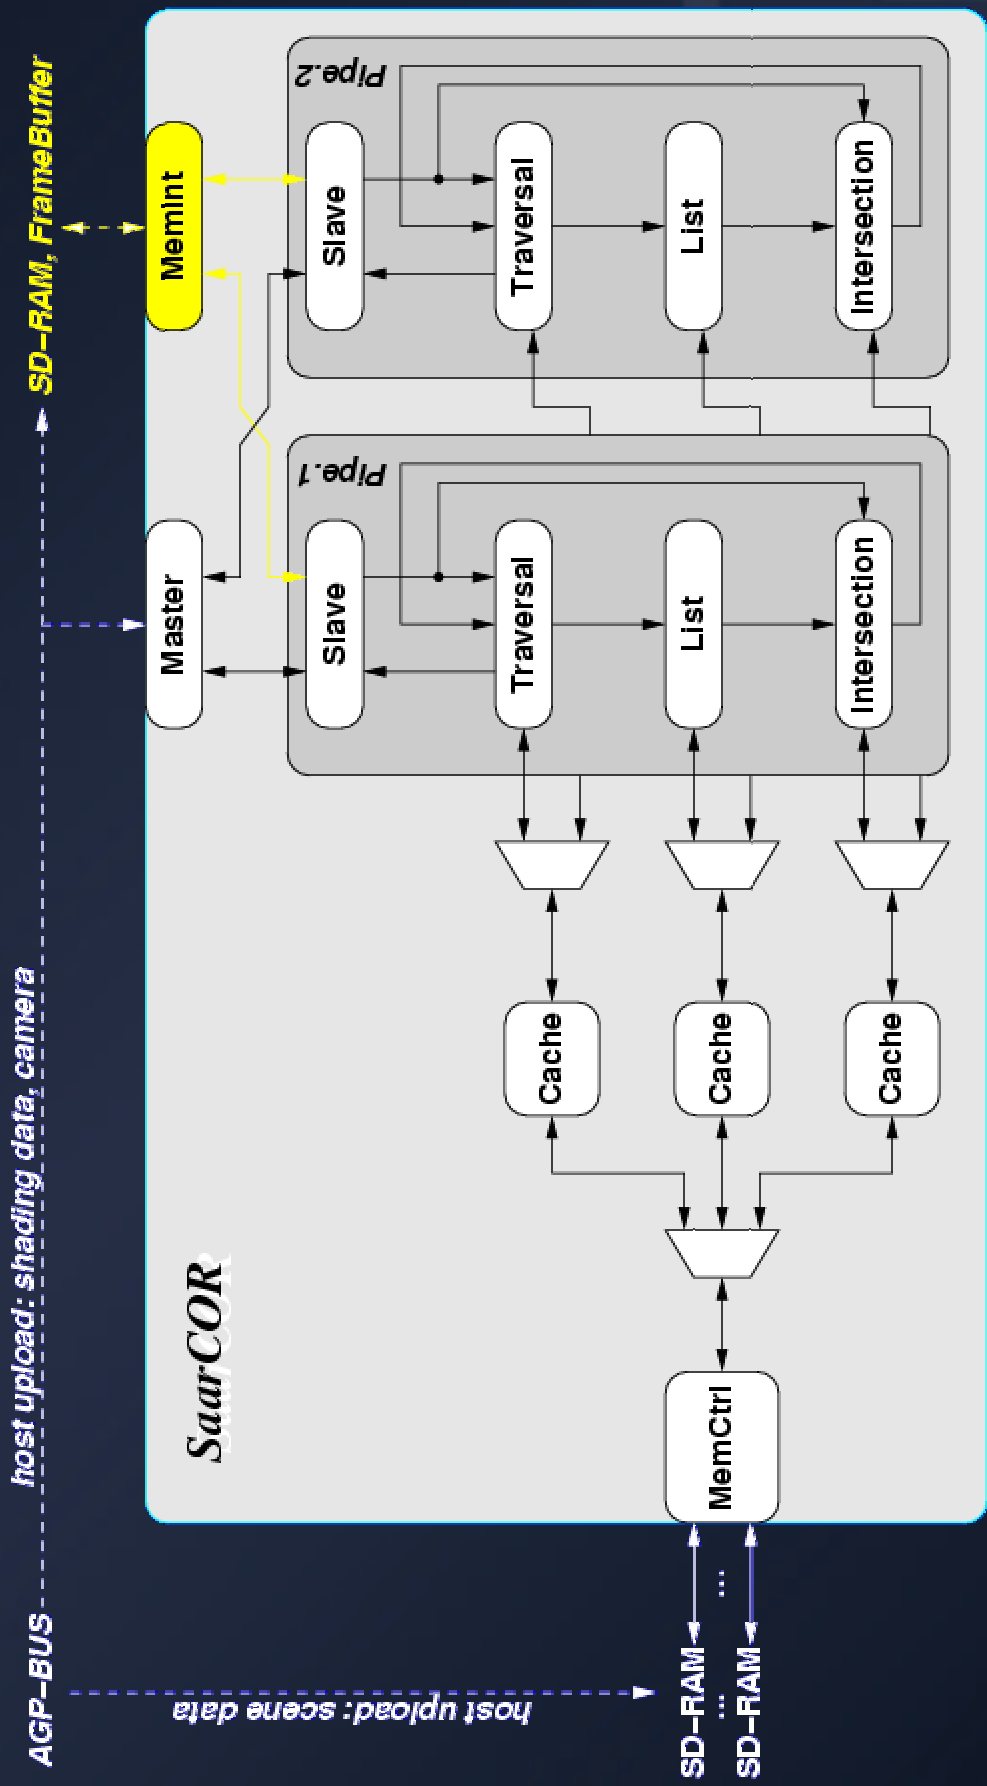 AGP-BUS
host upload: shading data, camera
SD-RAM, FrameBuffer
host upload: scene data
SaarCOR
Master
MemInt
Pipe.1
Slave
Traversal
List
Intersection
Pipe.2
Slave
Traversal
List
Intersection
Cache
Cache
Cache
MemCtrl
SD-RAM
...
...
SD-RAM